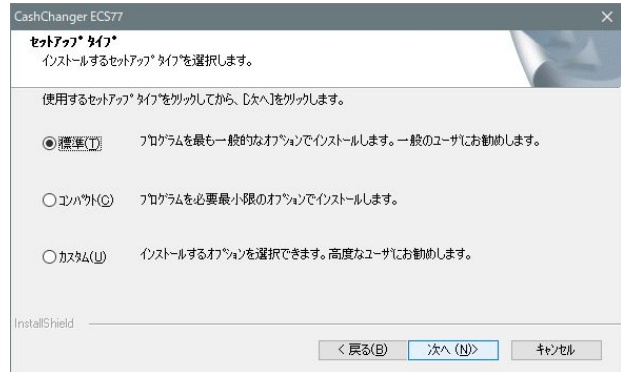 CashChanger ECS77
セットアップ タイプ
インストールするセットアップ タイプを選択します。
使用するセットアップ タイプをクリックしてから、[次へ]をクリックします。
標準(T) プログラムを最も一般的なオプションでインストールします。一般のユーザにお勧めします。
コンパクト(C) プログラムを必要最小限のオプションでインストールします。
カスタム(U) インストールするオプションを選択できます。高度なユーザにお勧めします。
InstallShield
< 戻る(B) 次へ (N)> キャンセル